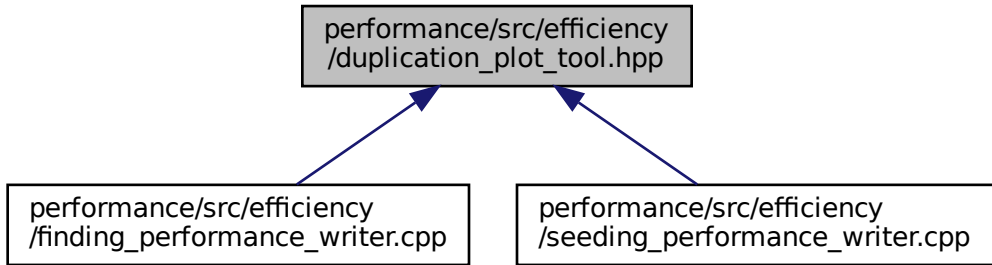 performance/src/efficiency
/duplication_plot_tool.hpp
performance/src/efficiency
/finding_performance_writer.cpp
performance/src/efficiency
/seeding_performance_writer.cpp